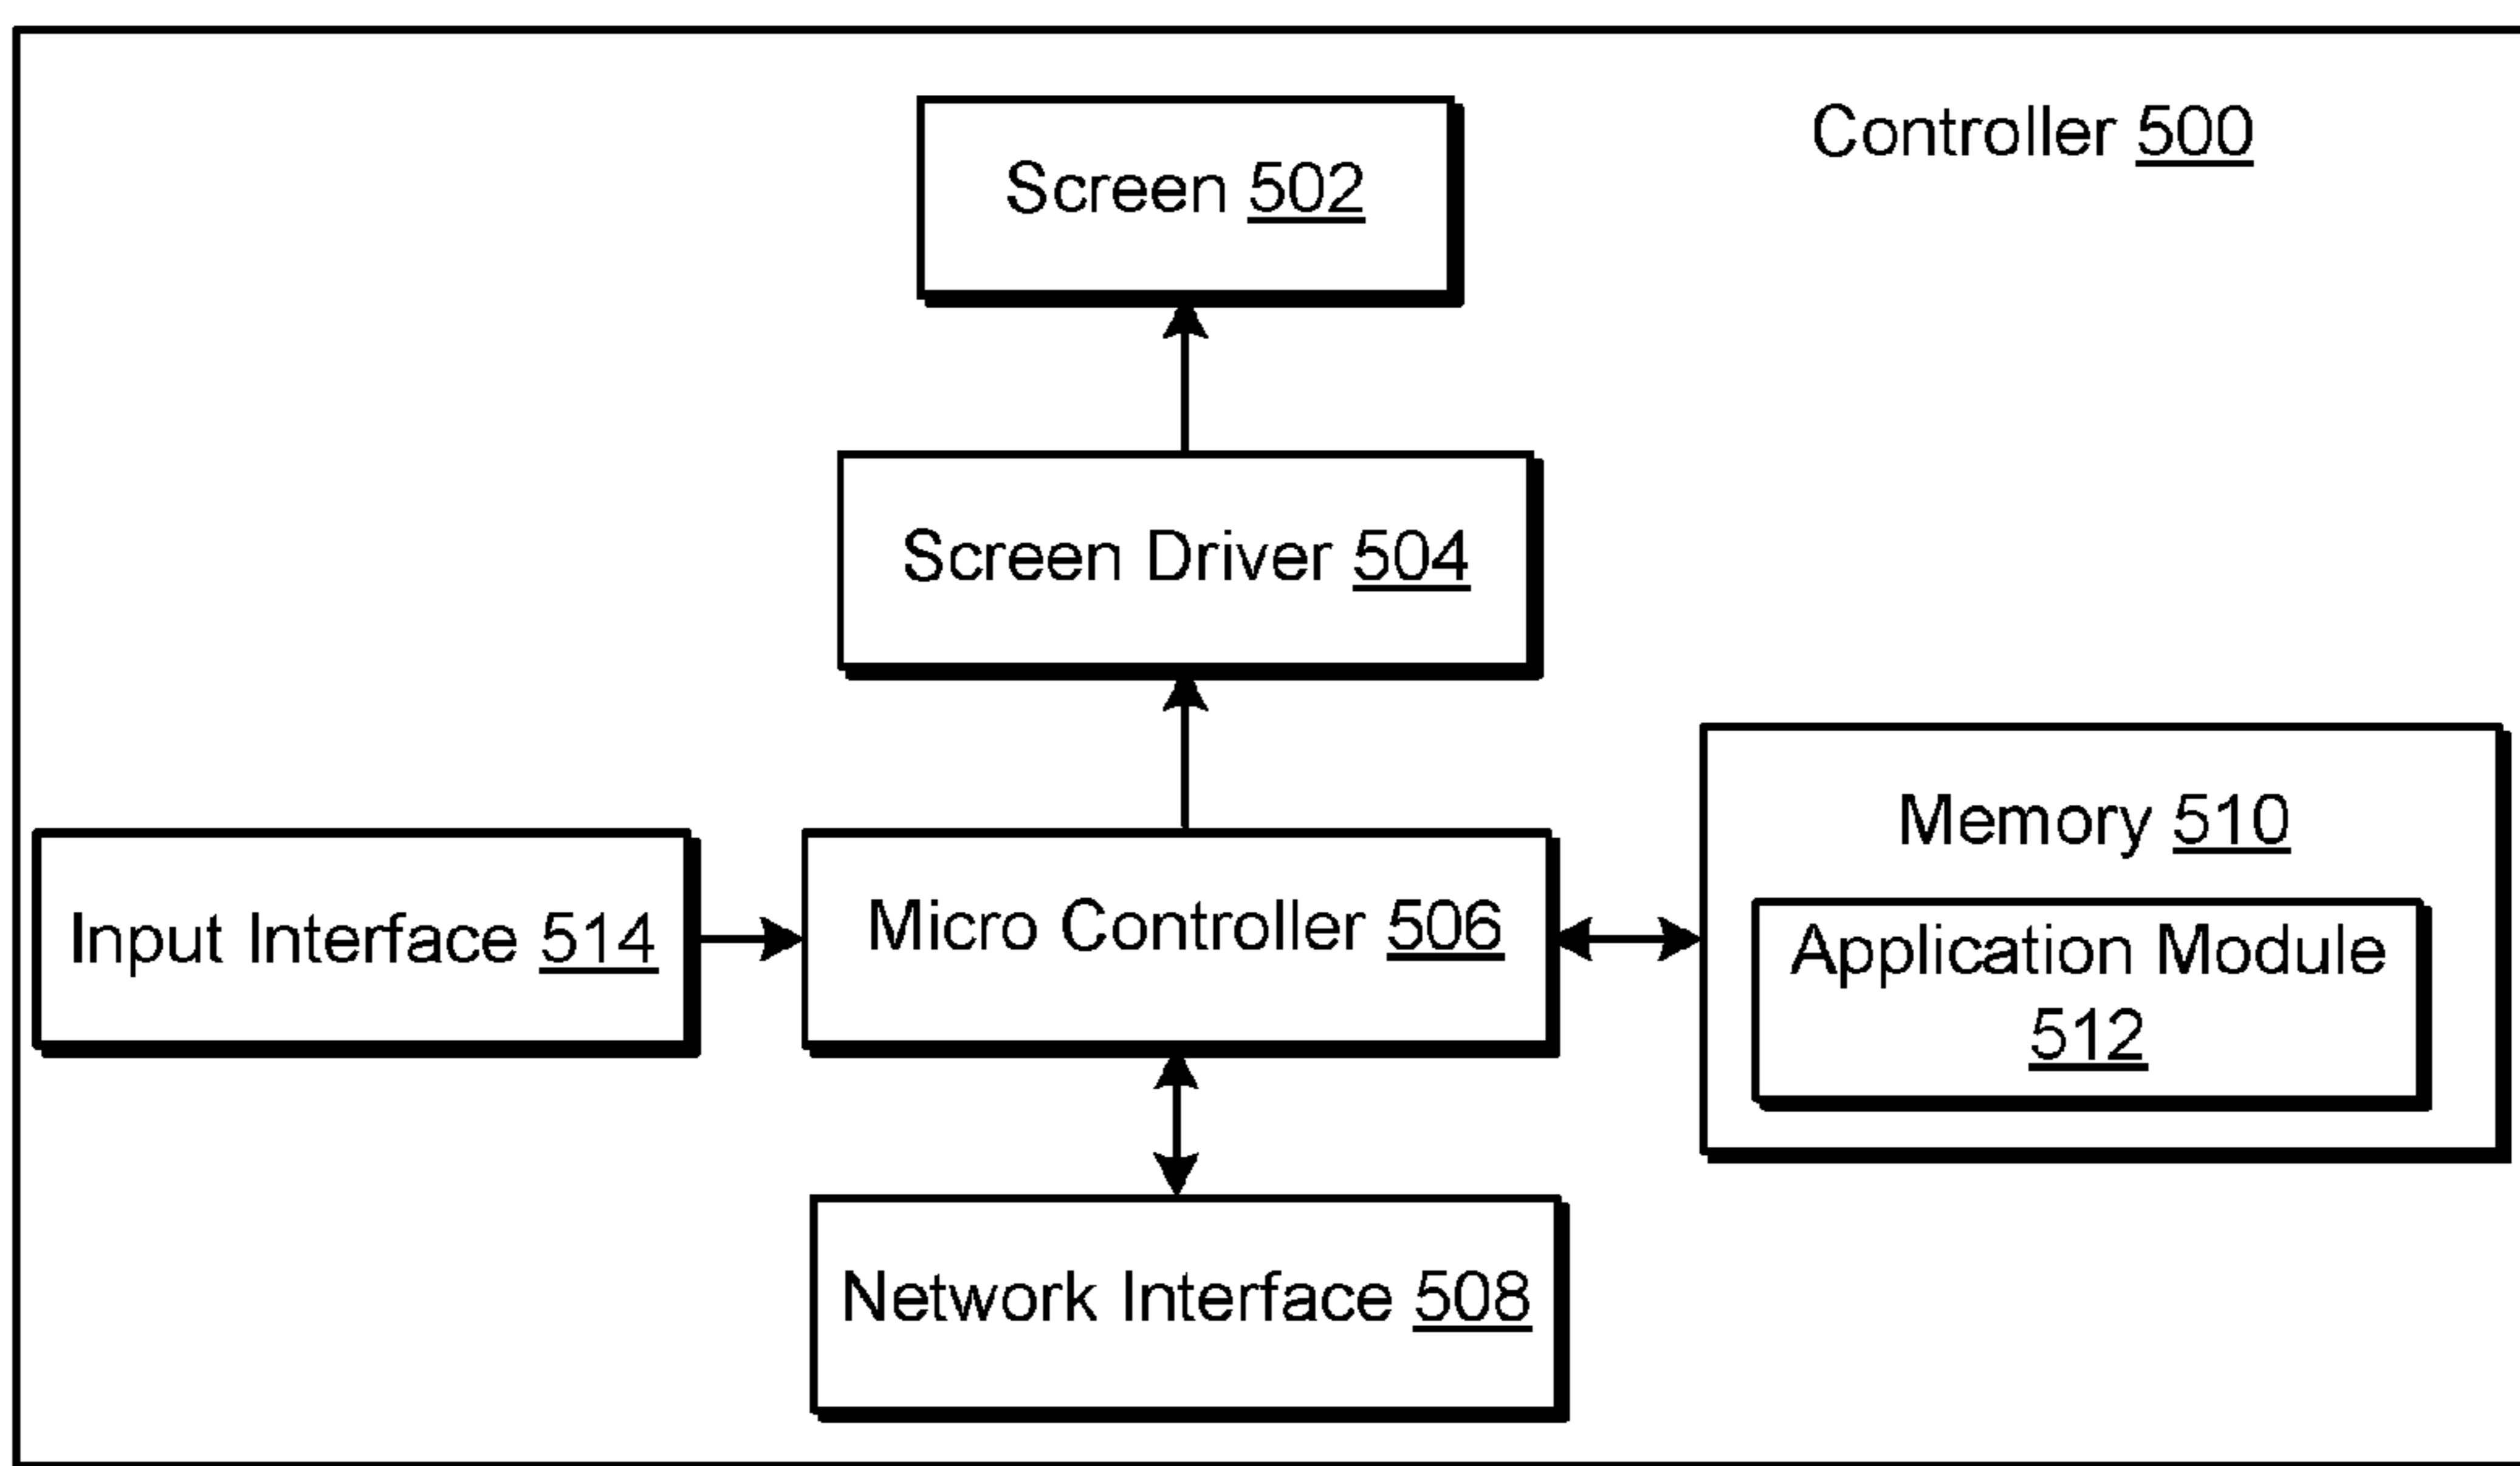 Controller 500
Screen 502
Screen Driver 504
Memory 510
Input Interface 514
Micro Controller 506
Application Module
512
Network Interface 508